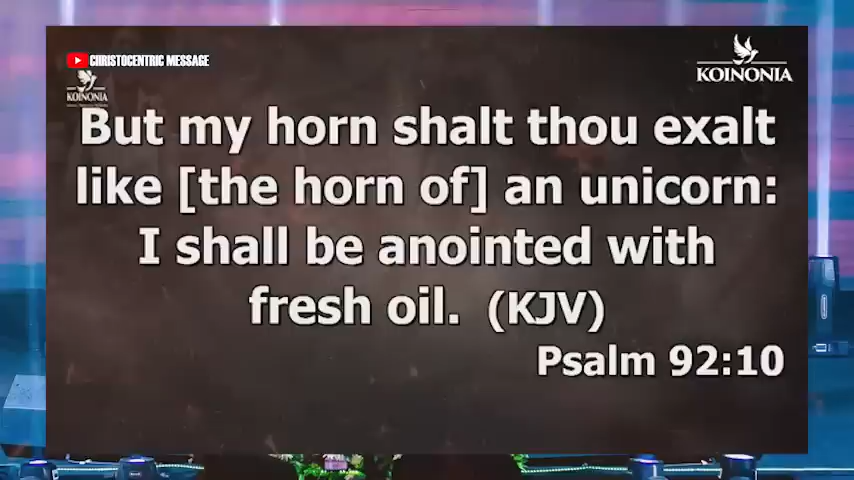 CHRISTOCENTRIC MESSAGE
KOINONIA
KOINONIA
But my horn shalt thou exalt
like [the horn of] an unicorn:
I shall be anointed with
fresh oil. (KJV)
Psalm 92:10